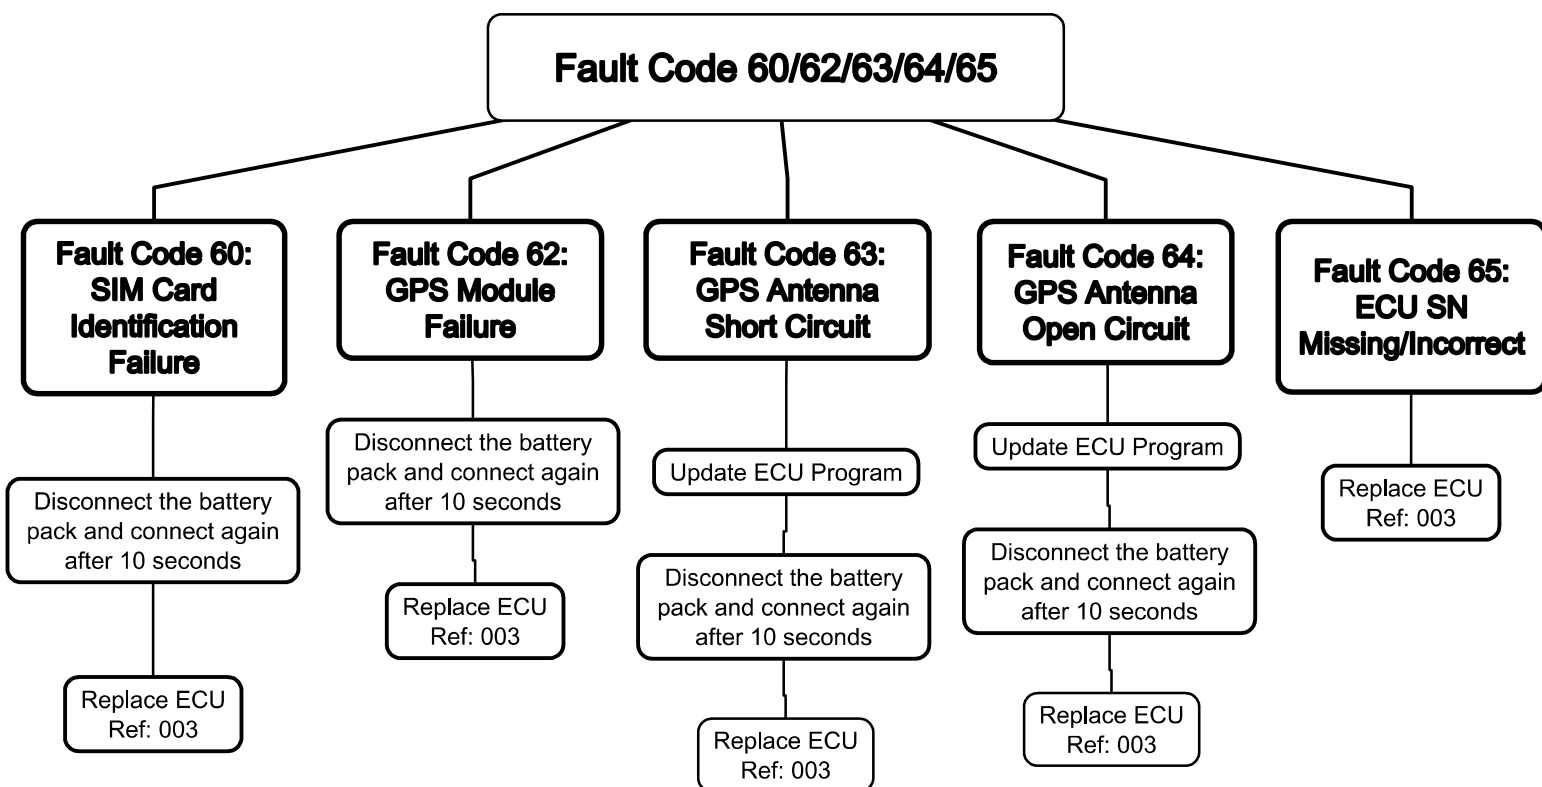 Fault Code 60/62/63/64/65
Fault Code 60:
SIM Card
Identification
Failure
Disconnect the battery
pack and connect again
after 10 seconds
Replace ECU
Ref: 003
Fault Code 62:
GPS Module
Failure
Disconnect the battery
pack and connect again
after 10 seconds
Replace ECU
Ref: 003
Fault Code 63:
GPS Antenna
Short Circuit
Update ECU Program
Disconnect the battery
pack and connect again
after 10 seconds
Replace ECU
Ref: 003
Fault Code 64:
GPS Antenna
Open Circuit
Update ECU Program
Disconnect the battery
pack and connect again
after 10 seconds
Replace ECU
Ref: 003
Fault Code 65:
ECU SN
Missing/Incorrect
Replace ECU
Ref: 003